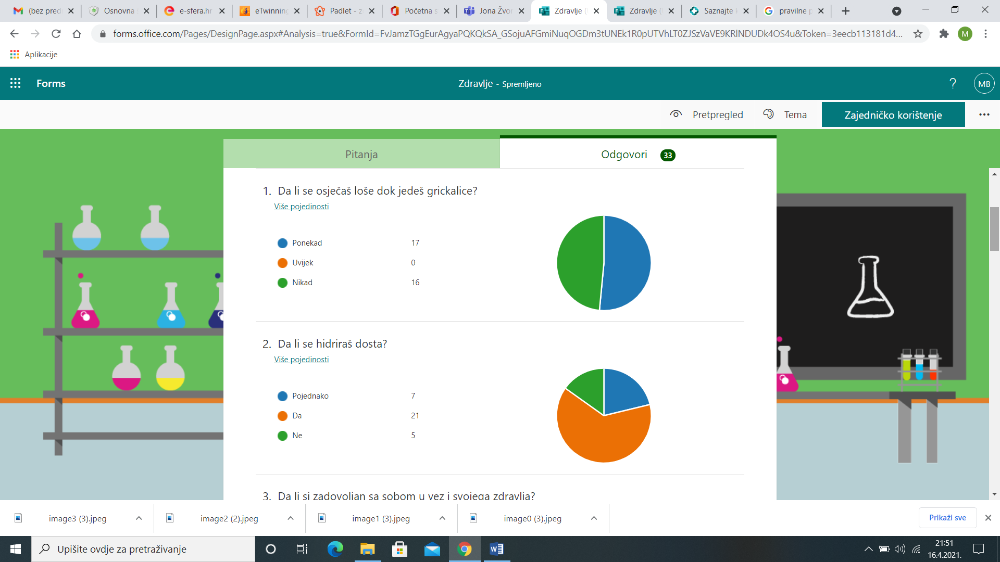 (bez pred
Osnovna
e-sfera.hr
eTwinning
Padlet - z
Početna s
Jona Žvor
Zdravlje (
Zdravlje (
Saznajte
pravilne p
forms.office.com/Pages/DesignPage.aspx#Analysis=true&FormId=FvJamzTGgEurAgyaPQKQkSA_GSojuAFGmiNuqOGDm3tUNEk1R0pUTVhLT0ZJSzVaVE9KRlNDUDk4OS4u&Token=3eecb113181d4...
M
Aplikacije
Forms
Zdravlje - Spremljeno
?
MB
Pretpregled
Tema
Zajedničko korištenje
Pitanja
Odgovori 33
1. Da li se osječaš loše dok jedeš grickalice?
Više pojedinosti
Ponekad 17
Uvijek 0
Nikad 16
2. Da li se hidriraš dosta?
Više pojedinosti
Pojednako 7
Da 21
Ne 5
3. Da li si zadovoljan sa sobom u vez i svojega zdravlja?
image3 (3).jpeg
image2 (2).jpeg
image1 (3).jpeg
image0 (3).jpeg
Prikaži sve
Upišite ovdje za pretraživanje
21:51
16.4.2021.